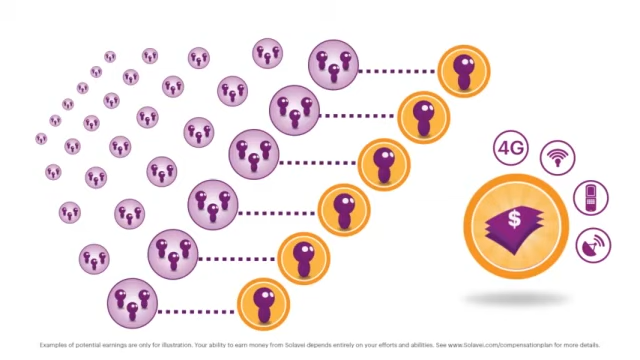 4G
$
Examples of potential earnings are only for illustration. Your ability to earn money from Solavei depends entirely on your efforts and abilities. See www.Solavei.com/compensationplan for more details.